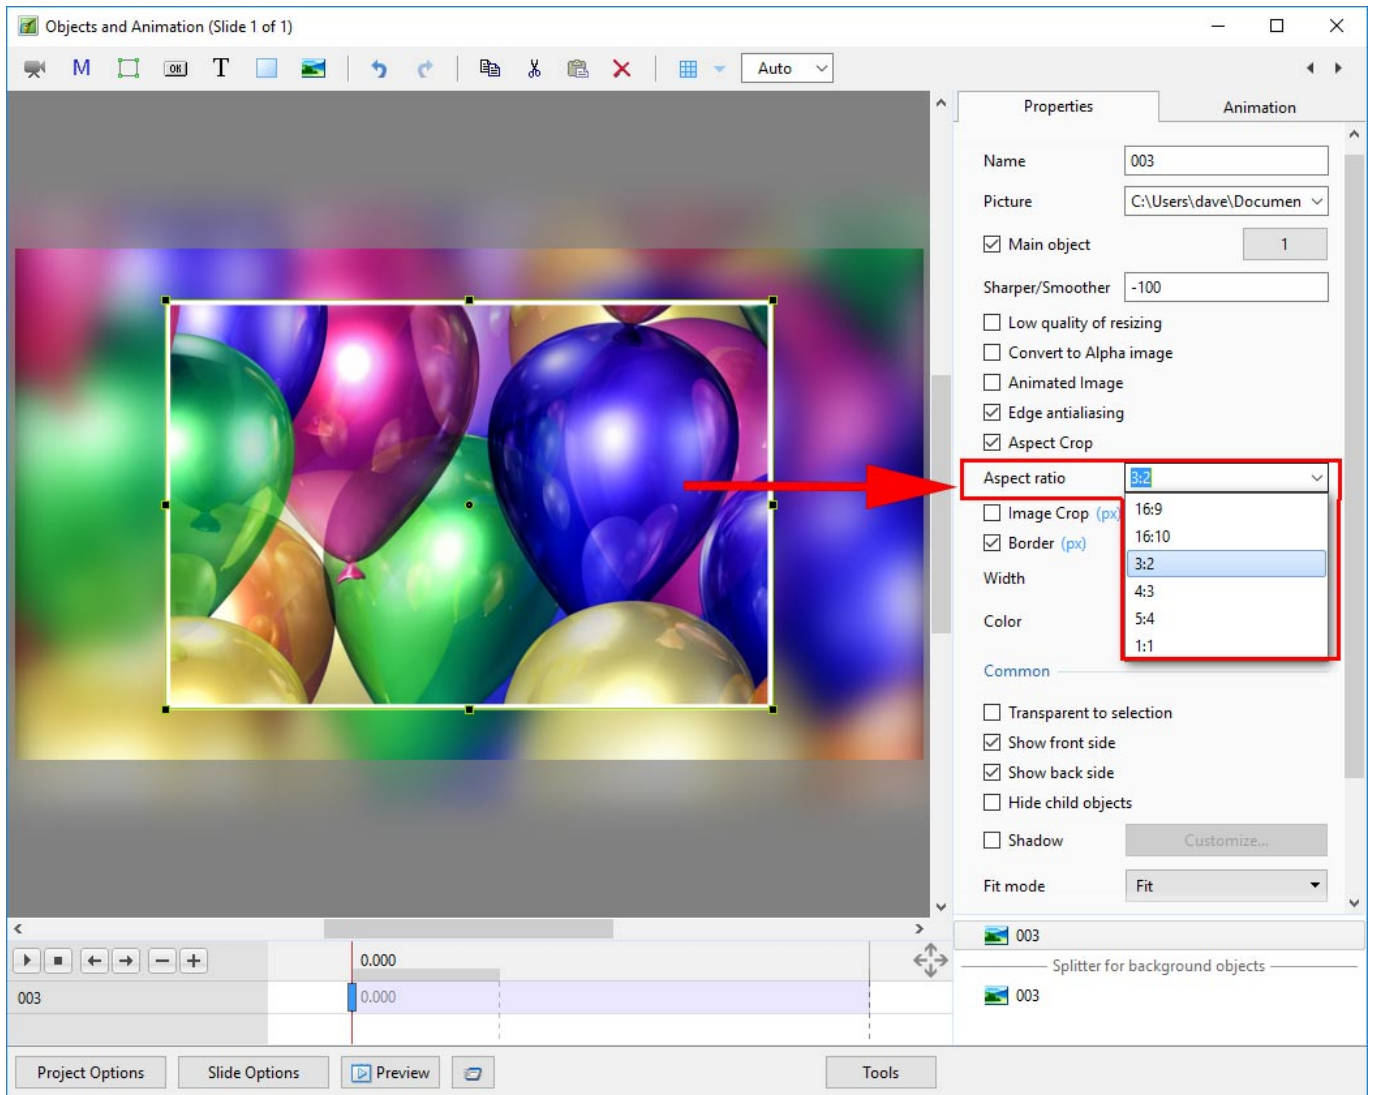 Objects and Animation (Slide 1 of 1)
M OK T Auto
Properties Animation
Name 003
Picture C:\Users\dave\Documen
Main object 1
Sharper/Smoother -100
Low quality of resizing
Convert to Alpha image
Animated Image
Edge antialiasing
Aspect Crop
Aspect ratio 3:2
16:9
Image Crop (px)
16:10
Border (px)
3:2
Width
4:3
5:4
Color
1:1
Common
Transparent to selection
Show front side
Show back side
Hide child objects
Shadow Customize...
Fit mode Fit
003
0.000
Splitter for background objects
003 0.000
003
Project Options Slide Options Preview Tools